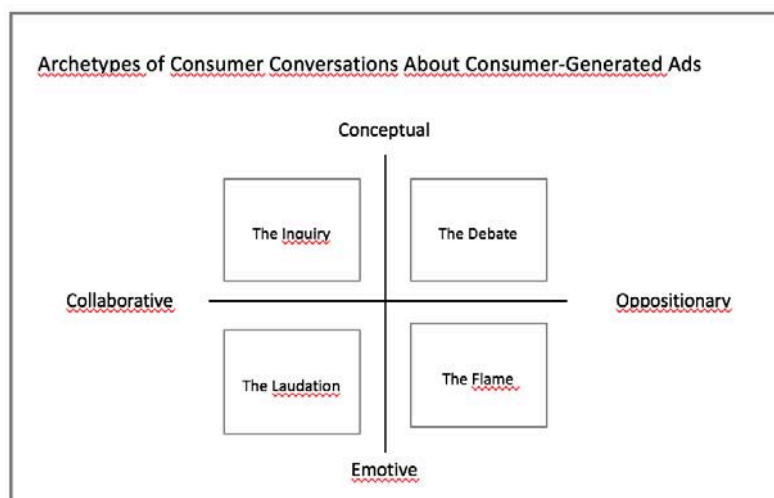 Archetypes of Consumer Conversations About Consumer-Generated Ads
Conceptual
The Inquiry
The Debate
Collaborative
Oppositionary
The Laudation
The Flame
Emotive